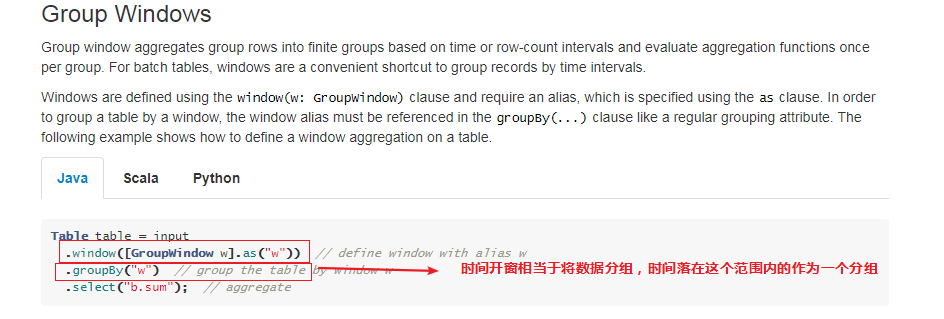 Group Windows
Group window aggregates group rows into finite groups based on time or row-count intervals and evaluate aggregation functions once
per group. For batch tables, windows are a convenient shortcut to group records by time intervals.
Windows are defined using the window(w: GroupWindow) clause and require an alias, which is specified using the as clause. In order
to group a table by a window, the window alias must be referenced in the groupBy(...) clause like a regular grouping attribute. The
following example shows how to define a window aggregation on a table.
Java Scala Python
Table table = input
.window([GroupWindow w].as("w")) // define window with alias w
.groupBy("w") // group the table by window w 时间开窗相当于将数据分组，时间落在这个范围内的作为一个分组
.select("b.sum"); // aggregate